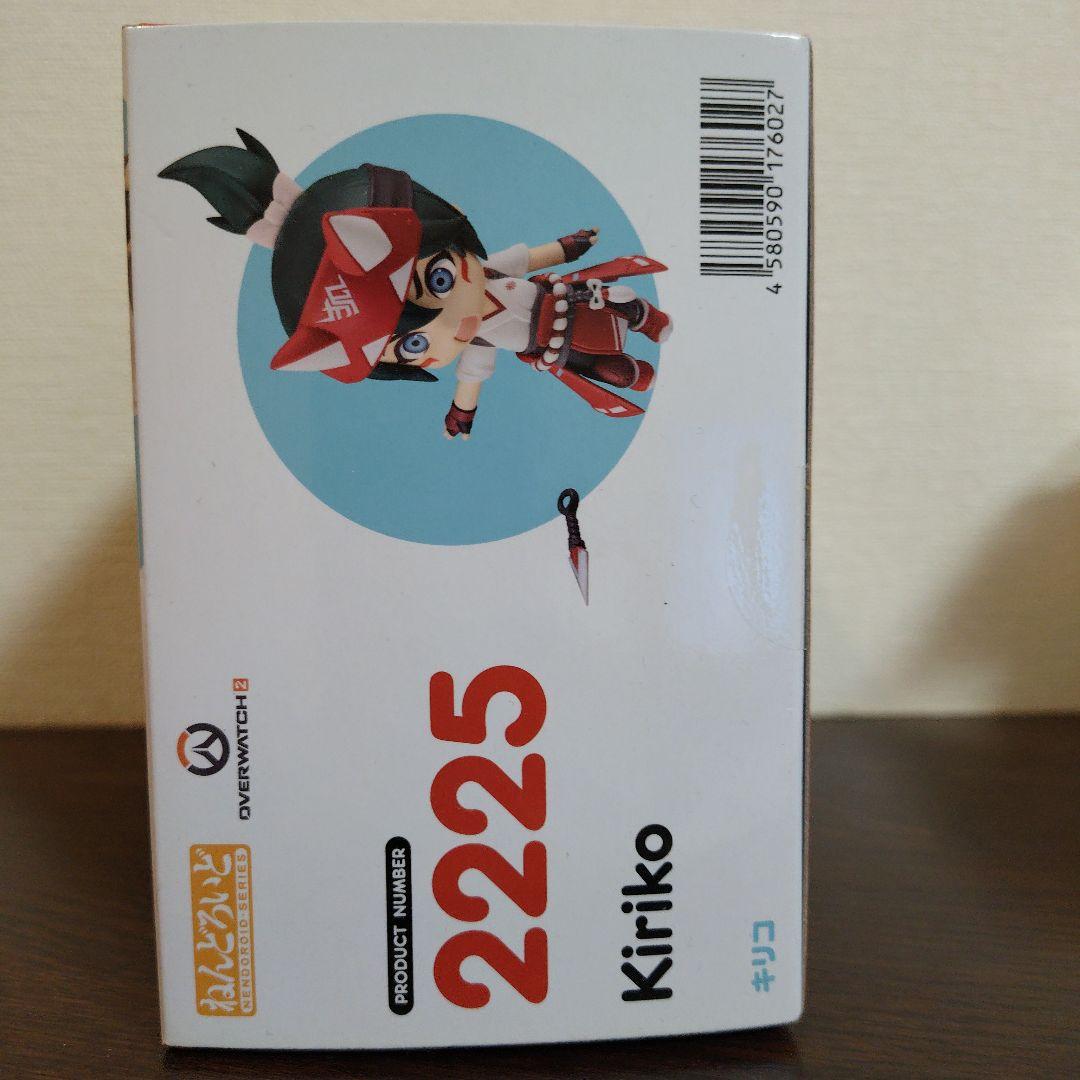 ねんどろいど
NENDOROID·SERIES
OVERWATCH 2
PRODUCT NUMBER
2225
Kiriko
キリコ
狐
4 580590 176027